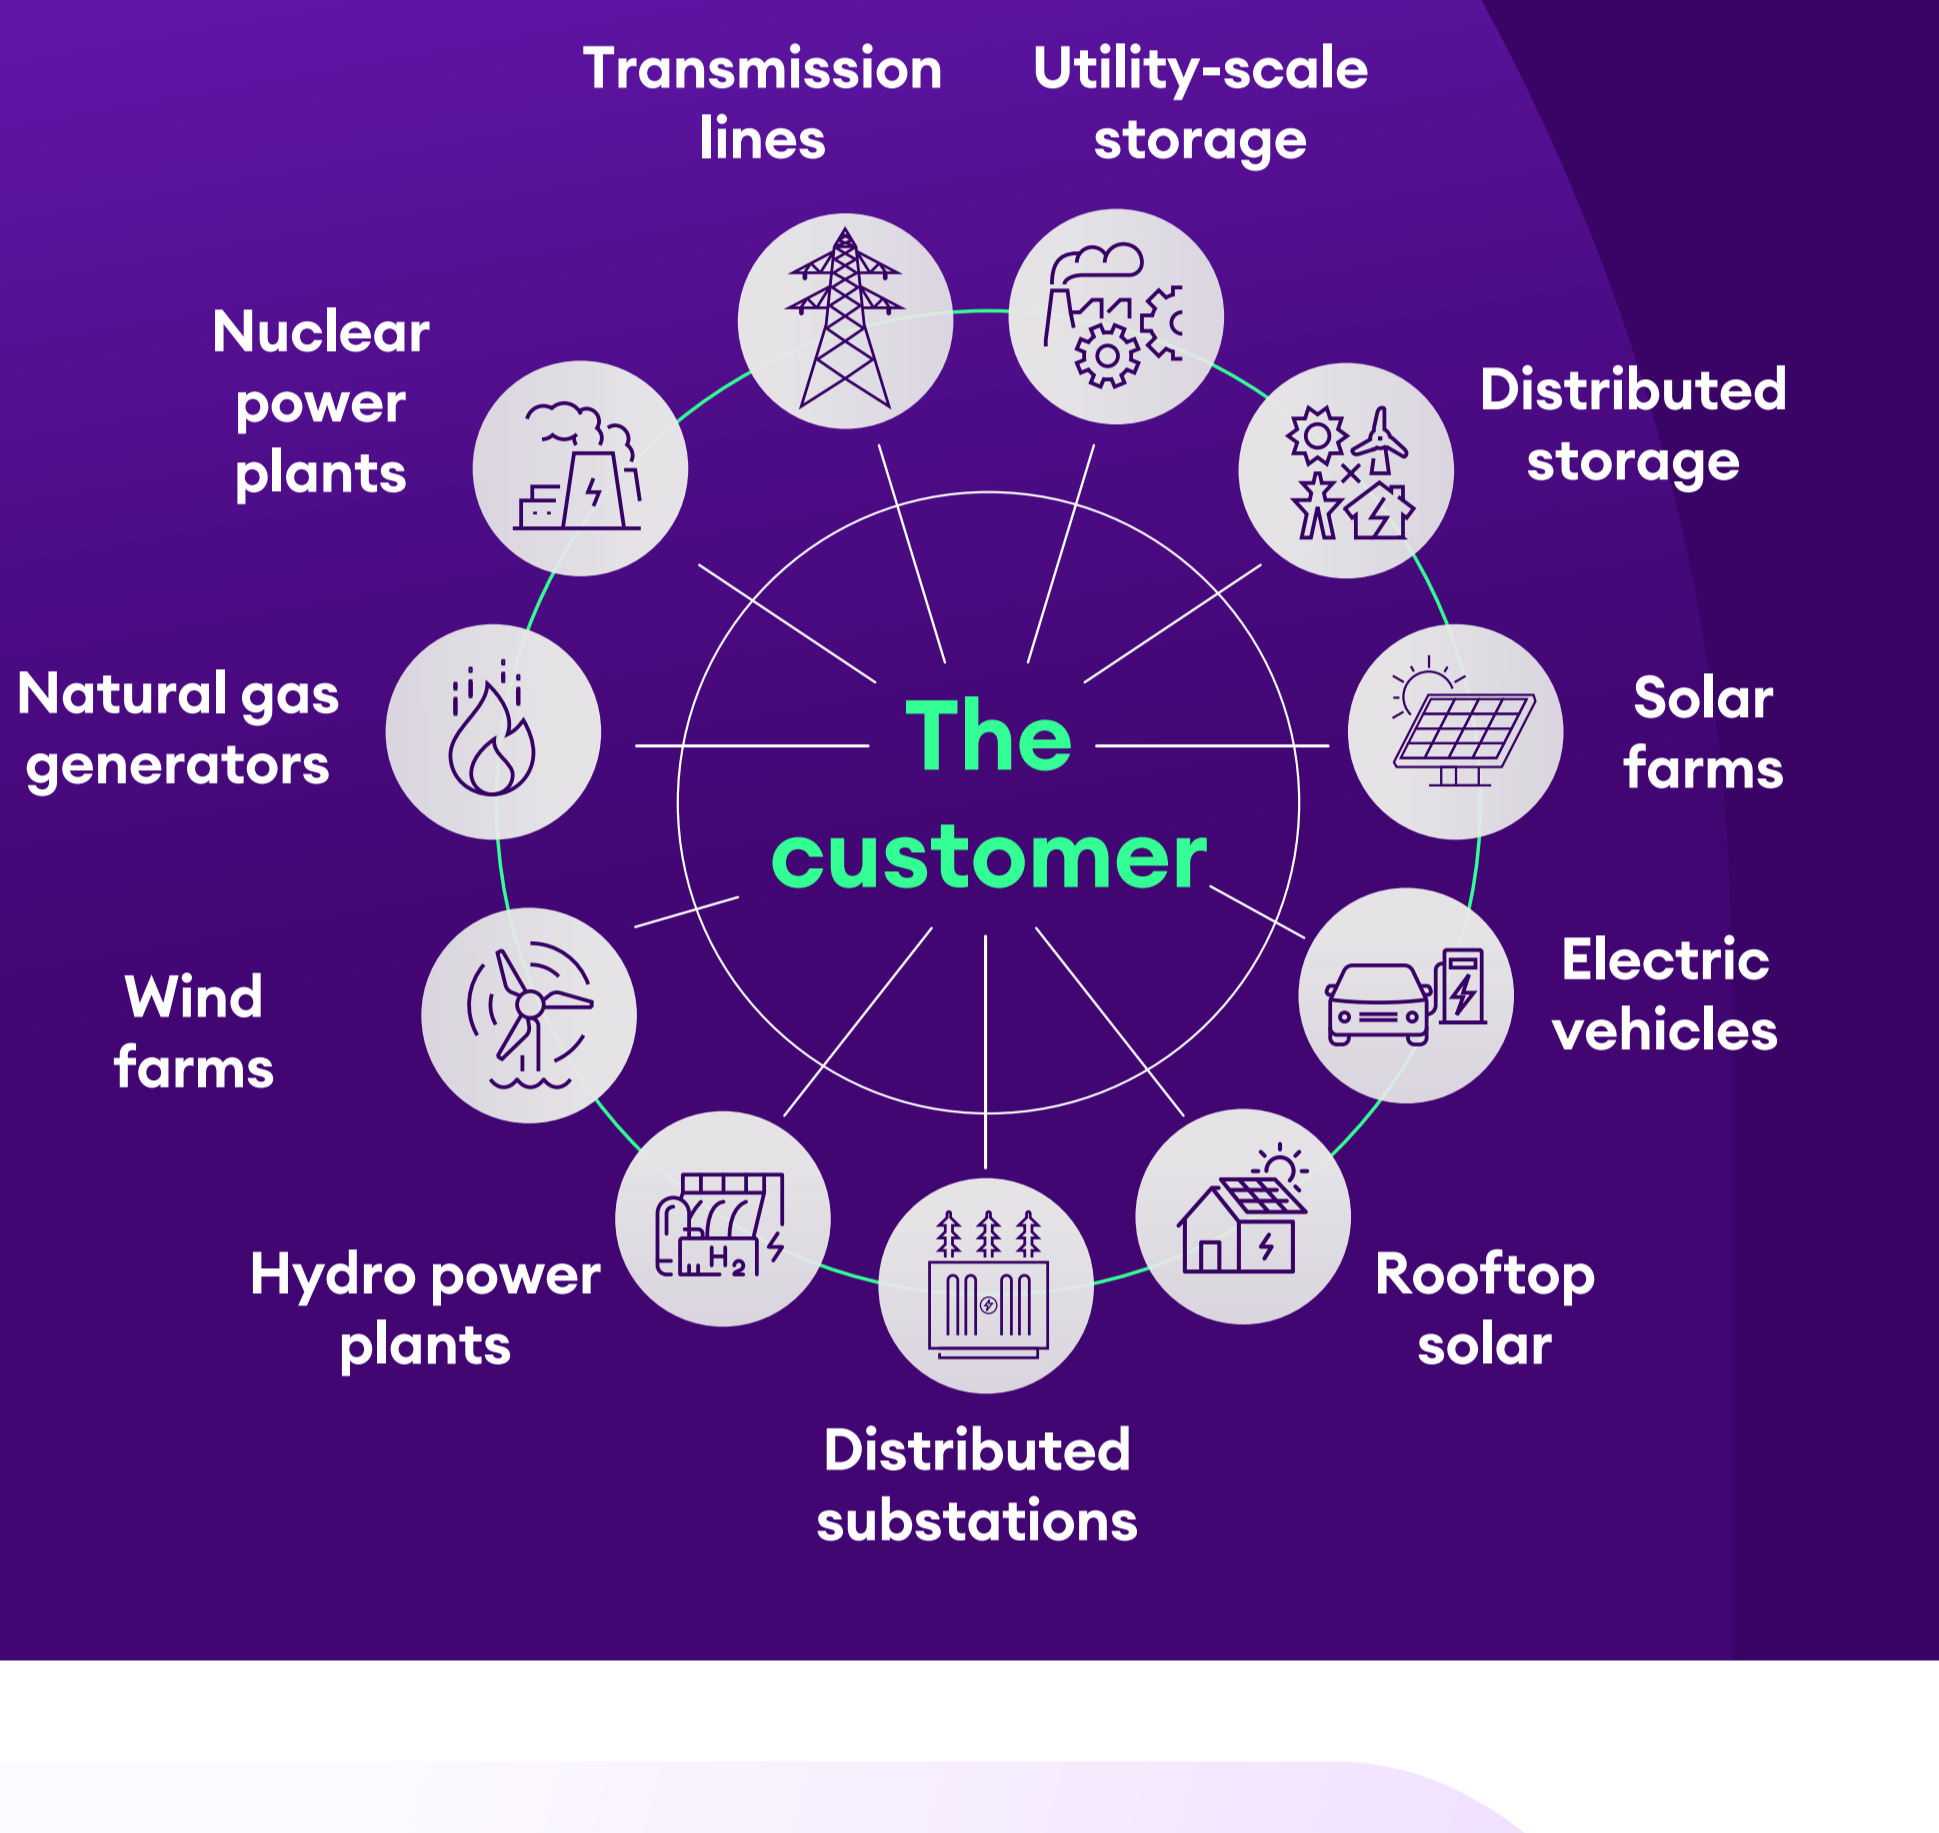 Transmission
lines
Utility-scale
storage
Nuclear
power
plants
Distributed
storage
Natural gas
generators
The
customer
Solar
farms
Wind
farms
Electric
vehicles
H2
Hydro power
plants
Rooftop
solar
Distributed
substations